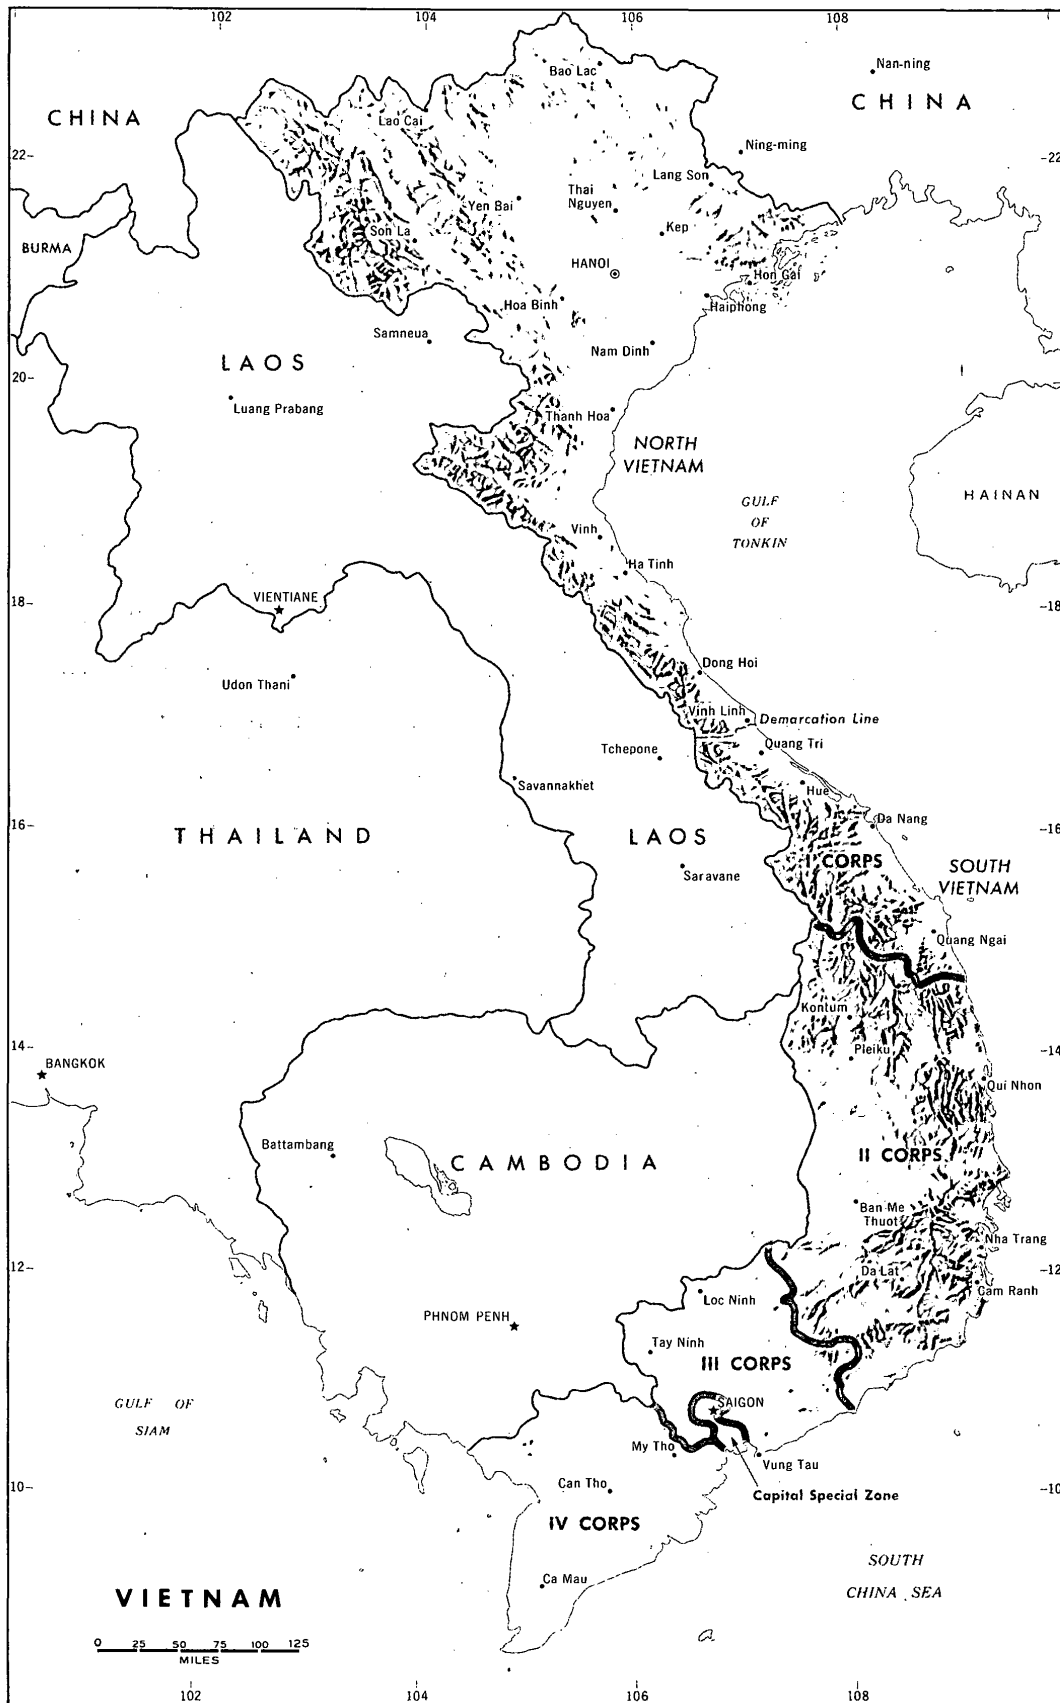 102
104
106
108
Nan-ning
Bao Lac
CHINA
CHINA
Lao Cai
22-
-22
Ning-ming
Lang Son
Thai
Nguyen
Yen Bai
Son La
Kep
BURMA
HANOI
Hon Gai
Hoa Binh
Haiphong
Samneua
Nam Dinh
LAOS
20-
-20
Luang Prabang
Thanh Hoa
NORTH
VIETNAM
HAINAN
GULF
OF
TONKIN
Vinh
Ha Tinh
VIENTIANE
18-
-18
Dong Hoi
Udon Thani
Vinh Linh
Demarcation Line
Quang Tri
Tchepone
Savannakhet
Hue
Da Nang
16-
-16
THAILAND
LAOS
I CORPS
SOUTH
VIETNAM
Saravane
Quang Ngai
Kontum
14-
-14
Pleiku
BANGKOK
Qui Nhon
Battambang
CAMBODIA
II CORPS
Ban Me
Thuot
Nha Trang
12-
-12
Da Lat
Cam Ranh
Loc Ninh
PHNOM PENH
Tay Ninh
III CORPS
GULF OF
SIAM
SAIGON
My Tho
Vung Tau
Can Tho
10-
-10
Capital Special Zone
IV CORPS
SOUTH
CHINA SEA
Ca Mau
VIETNAM
0 25 50 75 100 125
MILES
102
104
106
108